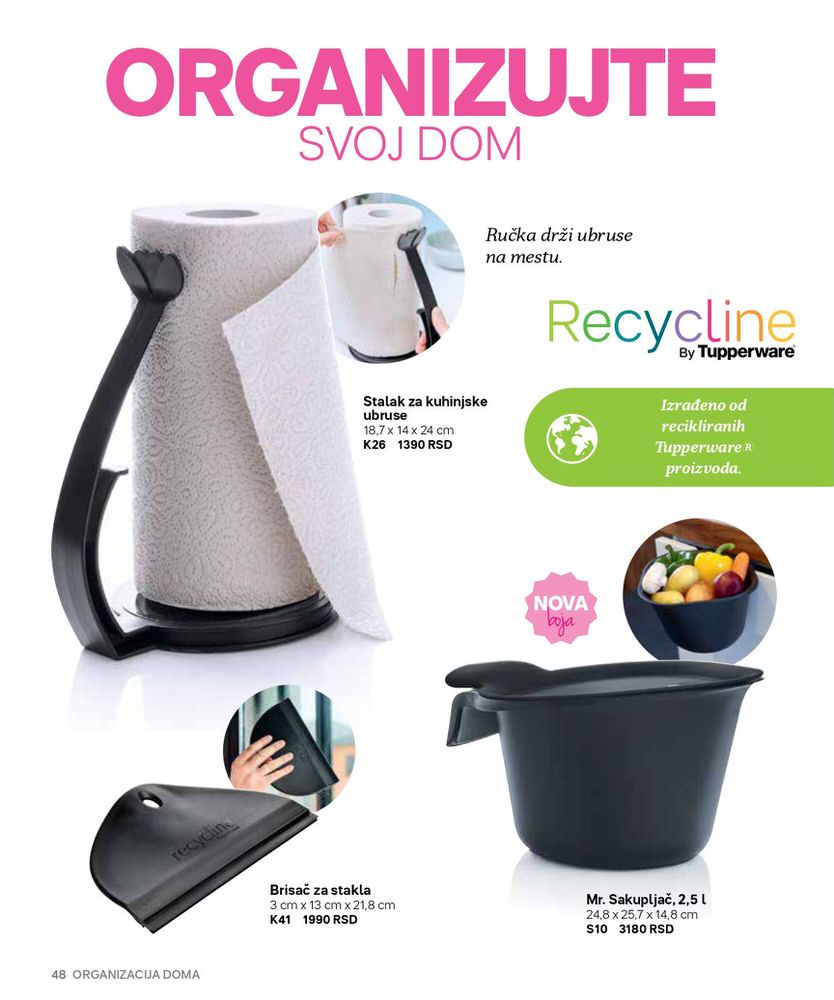 ORGANIZUJTE
SVOJ DOM
Ručka drži ubruse
na mestu.
Recycline
By Tupperware®
Stalak za kuhinjske
ubruse
18,7 x 14 x 24 cm
K26 1390 RSD
Izrađeno od
recikliranih
Tupperware®
proizvoda.
NOVA
boja
recycline
Brisač za stakla
3 cm x 13 cm x 21,8 cm
K41 1990 RSD
Mr. Sakupljač, 2,5 l
24,8 x 25,7 x 14,8 cm
S10 3180 RSD
48 ORGANIZACIJA DOMA